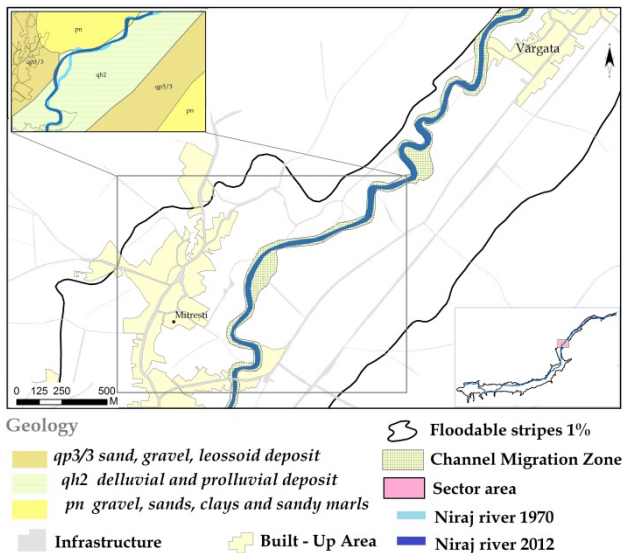 pn
qp3/3
qh2
qp3/3
pn
Vărgata
N
Mitresti
0 125 250 500
M
Geology
qp3/3 sand, gravel, leossoid deposit
qh2 delluvial and prolluvial deposit
pn gravel, sands, clays and sandy marls
Infrastructure
Built - Up Area
Floodable stripes 1%
Channel Migration Zone
Sector area
Niraj river 1970
Niraj river 2012